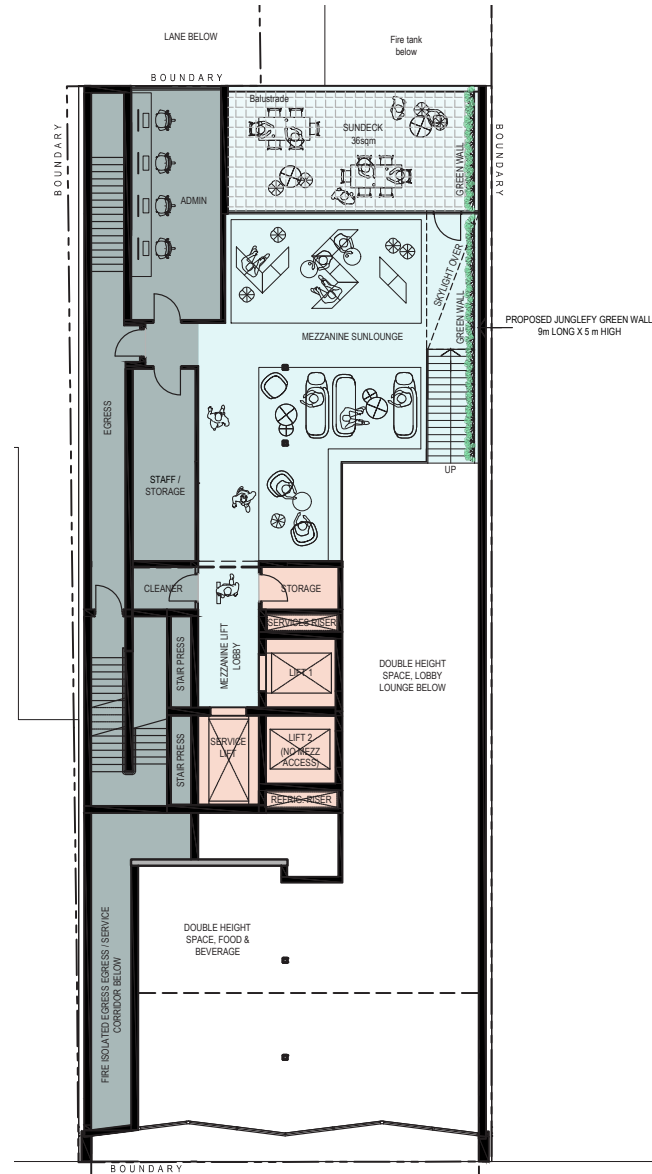 LANE BELOW
Fire tank
below
BOUNDARY
BOUNDARY
BOUNDARY
Balustrade
SUNDECK
36sqm
GREEN WALL
ADMIN
SKYLIGHT OVER
GREEN WALL
PROPOSED JUNGLEFY GREEN WALL
9m LONG X 5 m HIGH
MEZZANINE SUNLOUNGE
EGRESS
UP
STAFF /
STORAGE
CLEANER
STORAGE
SERVICES RISER
STAIR PRESS
MEZZANINE LIFT
LOBBY
LIFT 1
DOUBLE HEIGHT
SPACE, LOBBY
LOUNGE BELOW
STAIR PRESS
SERVICE
LIFT
LIFT 2
(NO MEZZ
ACCESS)
REFRIG. RISER
DOUBLE HEIGHT
SPACE, FOOD &
BEVERAGE
FIRE ISOLATED EGRESS EGRESS / SERVICE
CORRIDOR BELOW
BOUNDARY